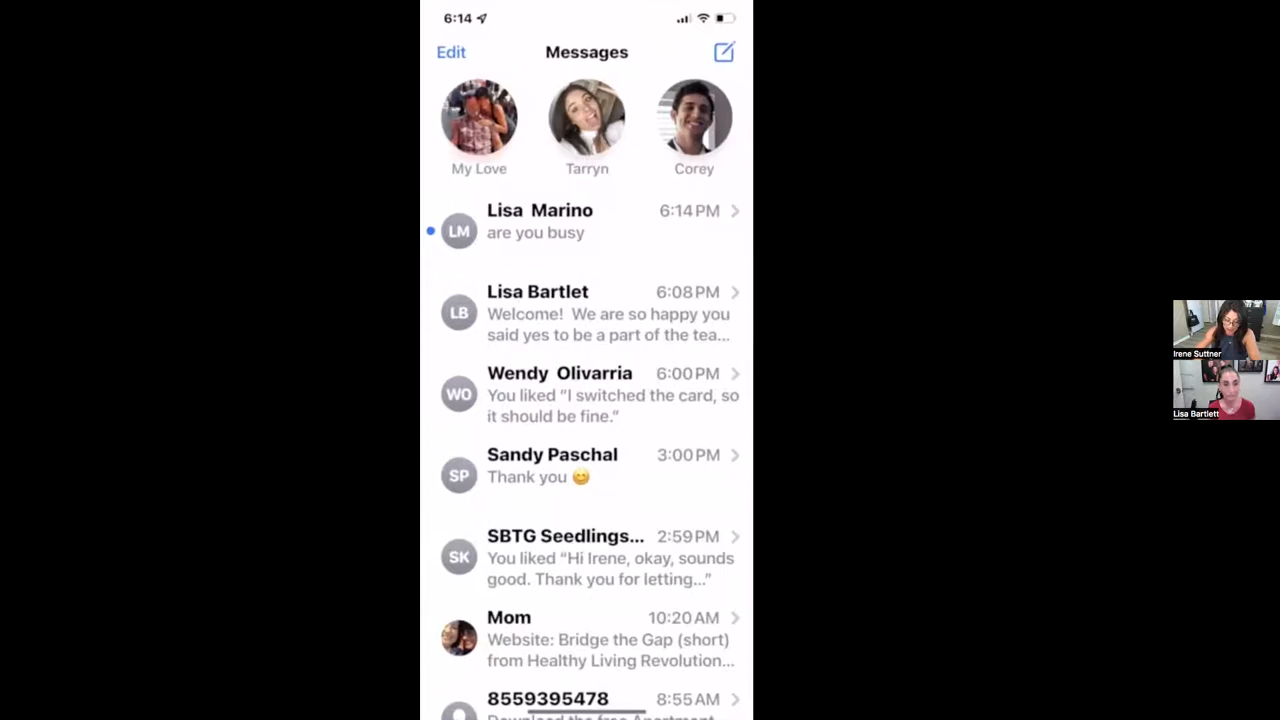 6:14
Edit
Messages
My Love
Tarryn
Corey
Lisa Marino
6:14 PM
LM
are you busy
Lisa Bartlet
6:08 PM
LB
Welcome! We are so happy you
said yes to be a part of the tea...
Wendy Olivarria
6:00 PM
WO
You liked “I switched the card, so
it should be fine.”
Sandy Paschal
3:00 PM
SP
Thank you 😊
SBTG Seedlings...
2:59 PM
SK
You liked “Hi Irene, okay, sounds
good. Thank you for letting...”
Mom
10:20 AM
Website: Bridge the Gap (short)
from Healthy Living Revolution...
8559395478
8:55 AM
Download the free Apartment
Irene Suttner
Lisa Bartlett